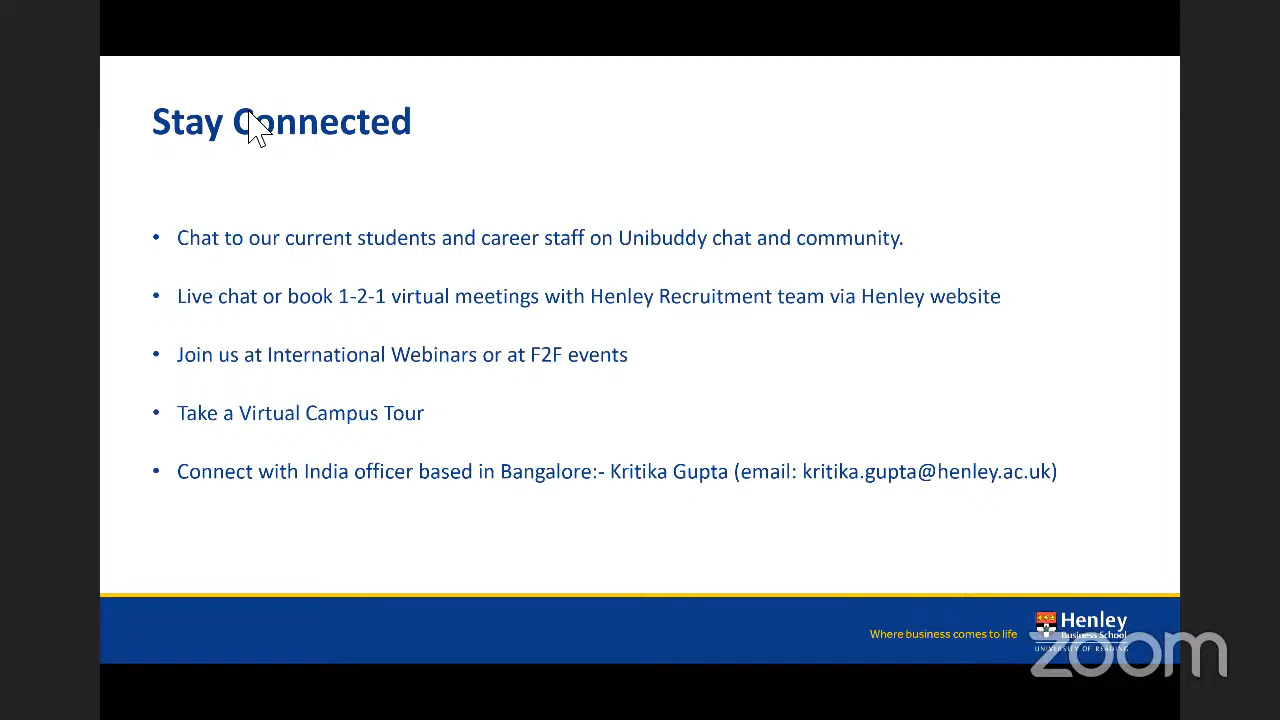 Stay Connected
• Chat to our current students and career staff on Unibuddy chat and community.
• Live chat or book 1-2-1 virtual meetings with Henley Recruitment team via Henley website
• Join us at International Webinars or at F2F events
• Take a Virtual Campus Tour
• Connect with India officer based in Bangalore:- Kritika Gupta (email: kritika.gupta@henley.ac.uk)
Where business comes to life
Henley
Business School
UNIVERSITY OF READING
zoom